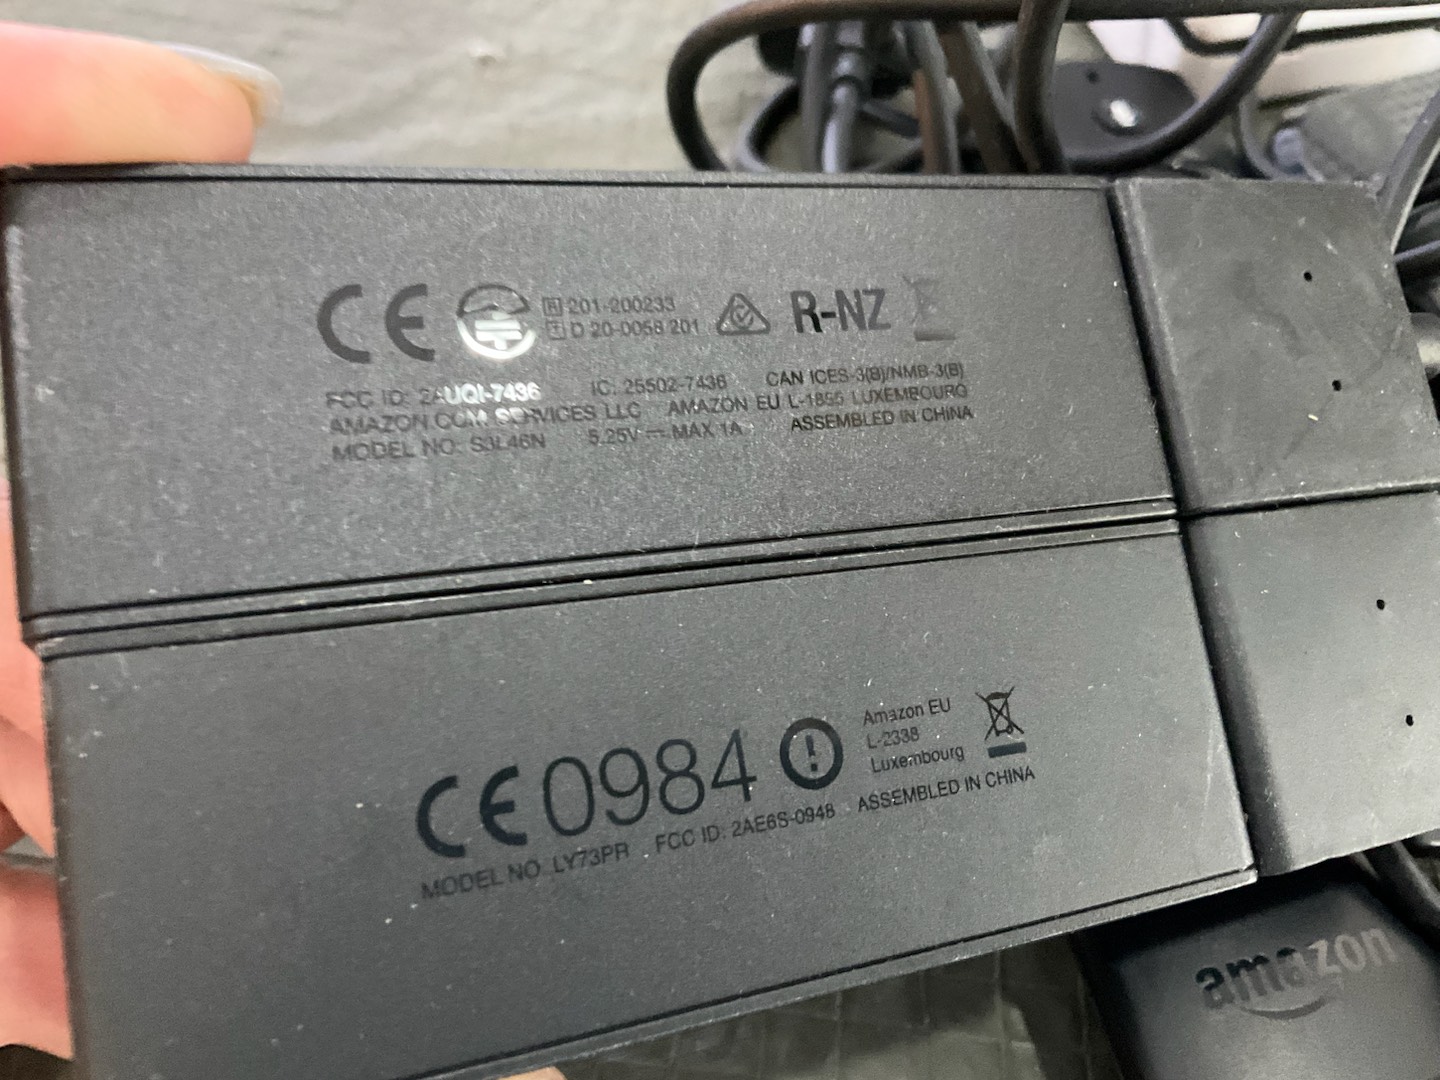 CE R 201-200233 R-NZ
T D 20-0058 201
FCC ID: 2AUQI-7436 IC: 25502-7436 CAN ICES-3(B)/NMB-3(B)
AMAZON COM SERVICES LLC AMAZON EU L-1855 LUXEMBOURG
MODEL NO: S3L46N 5.25V MAX 1A ASSEMBLED IN CHINA
CE0984 Amazon EU
L-2338
Luxembourg
MODEL NO. LY73PR FCC ID: 2AE6S-0948 ASSEMBLED IN CHINA
amazon